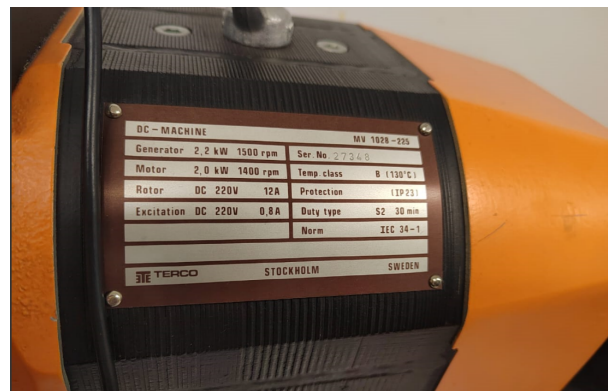 DC-MACHINE MV 1028-225
Generator 2,2 kW 1500 rpm Ser. No. 27348
Motor 2,0 kW 1400 rpm Temp. class B (130°C)
Rotor DC 220V 12A Protection (IP23)
Excitation DC 220V 0,8A Duty type S2 30 min
Norm IEC 34-1
TERCO STOCKHOLM SWEDEN